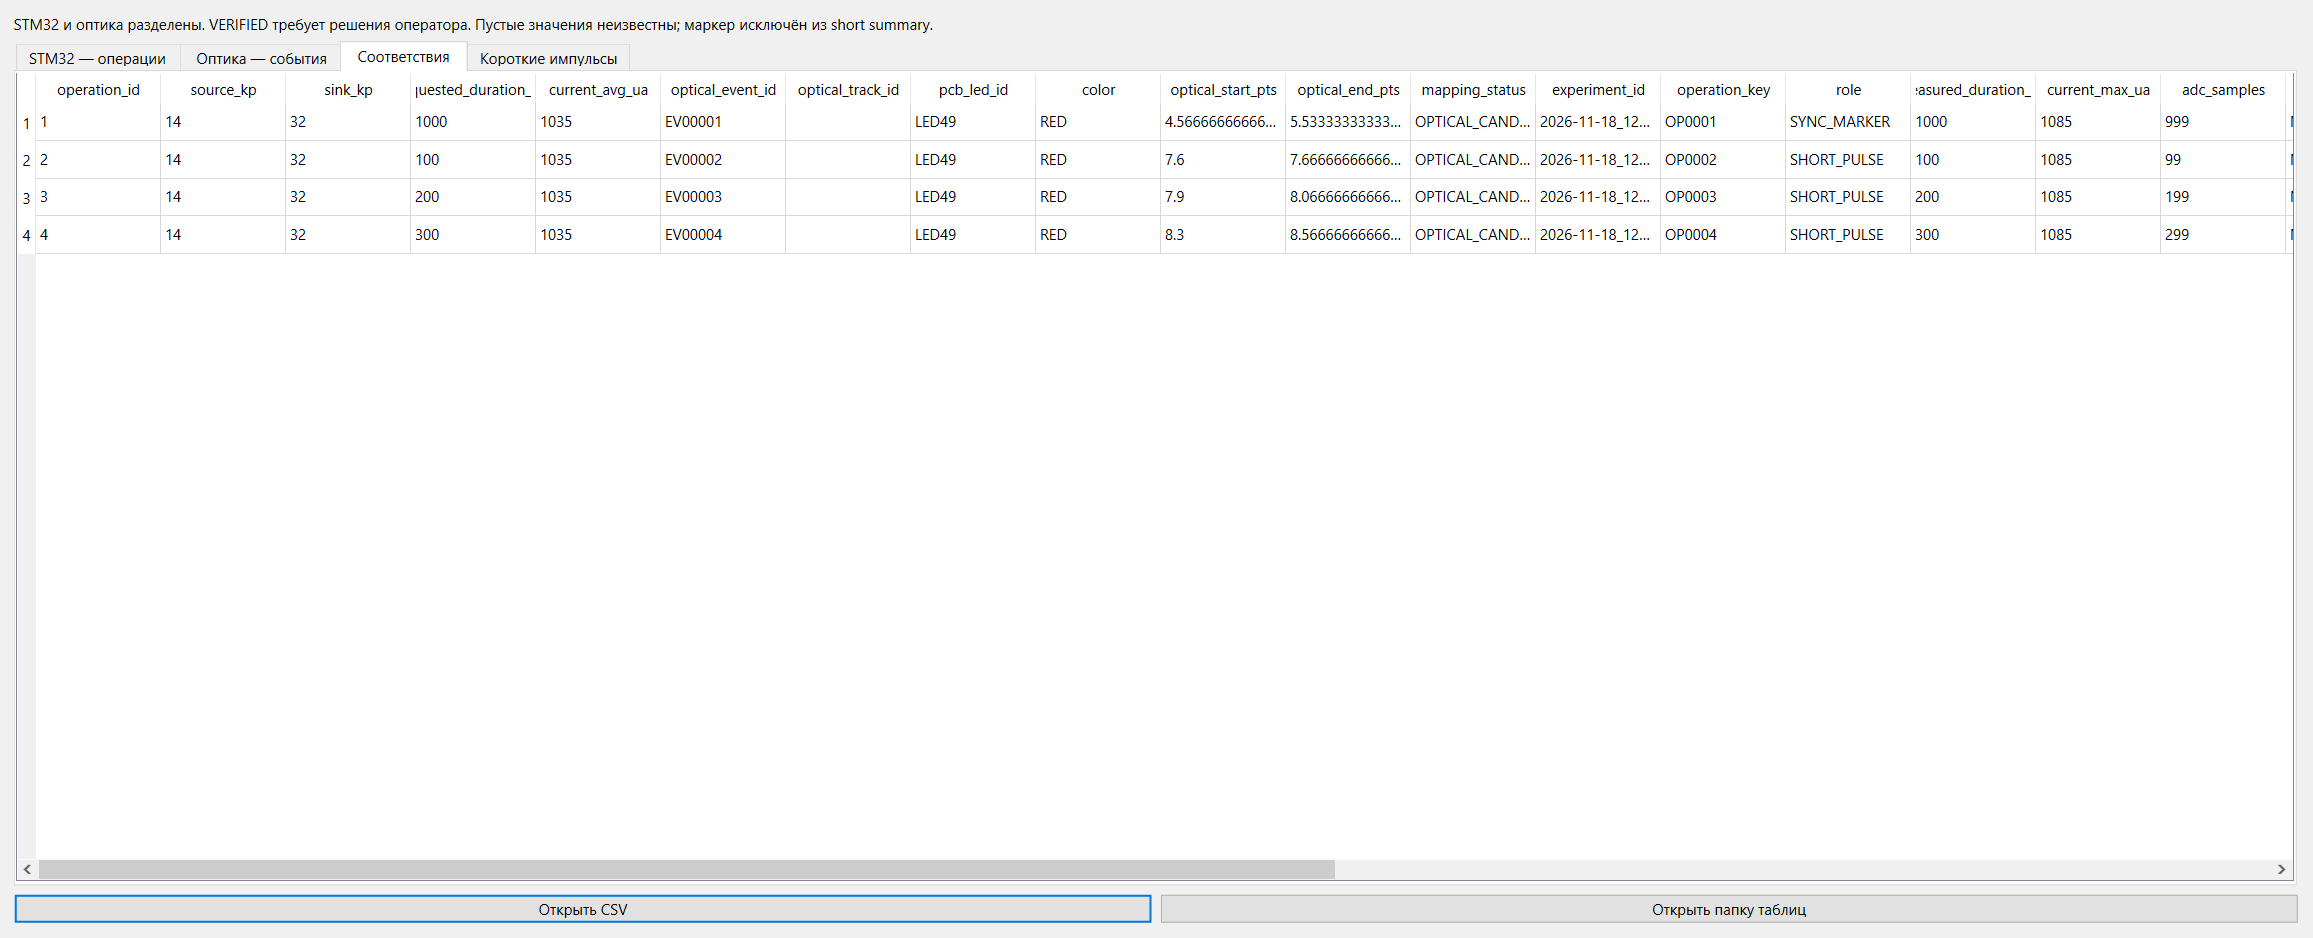 STM32 и оптика разделены. VERIFIED требует решения оператора. Пустые значения неизвестны; маркер исключён из short summary.
STM32 — операции Оптика — события Соответствия Короткие импульсы
operation_id source_kp sink_kp quested_duration_ current_avg_ua optical_event_id optical_track_id pcb_led_id color optical_start_pts optical_end_pts mapping_status experiment_id operation_key role easured_duration_ current_max_ua adc_samples
1 1 14 32 1000 1035 EV00001 LED49 RED 4.56666666666... 5.53333333333... OPTICAL_CAND... 2026-11-18_12... OP0001 SYNC_MARKER 1000 1085 999
2 2 14 32 100 1035 EV00002 LED49 RED 7.6 7.66666666666... OPTICAL_CAND... 2026-11-18_12... OP0002 SHORT_PULSE 100 1085 99
3 3 14 32 200 1035 EV00003 LED49 RED 7.9 8.06666666666... OPTICAL_CAND... 2026-11-18_12... OP0003 SHORT_PULSE 200 1085 199
4 4 14 32 300 1035 EV00004 LED49 RED 8.3 8.56666666666... OPTICAL_CAND... 2026-11-18_12... OP0004 SHORT_PULSE 300 1085 299
Открыть CSV Открыть папку таблиц